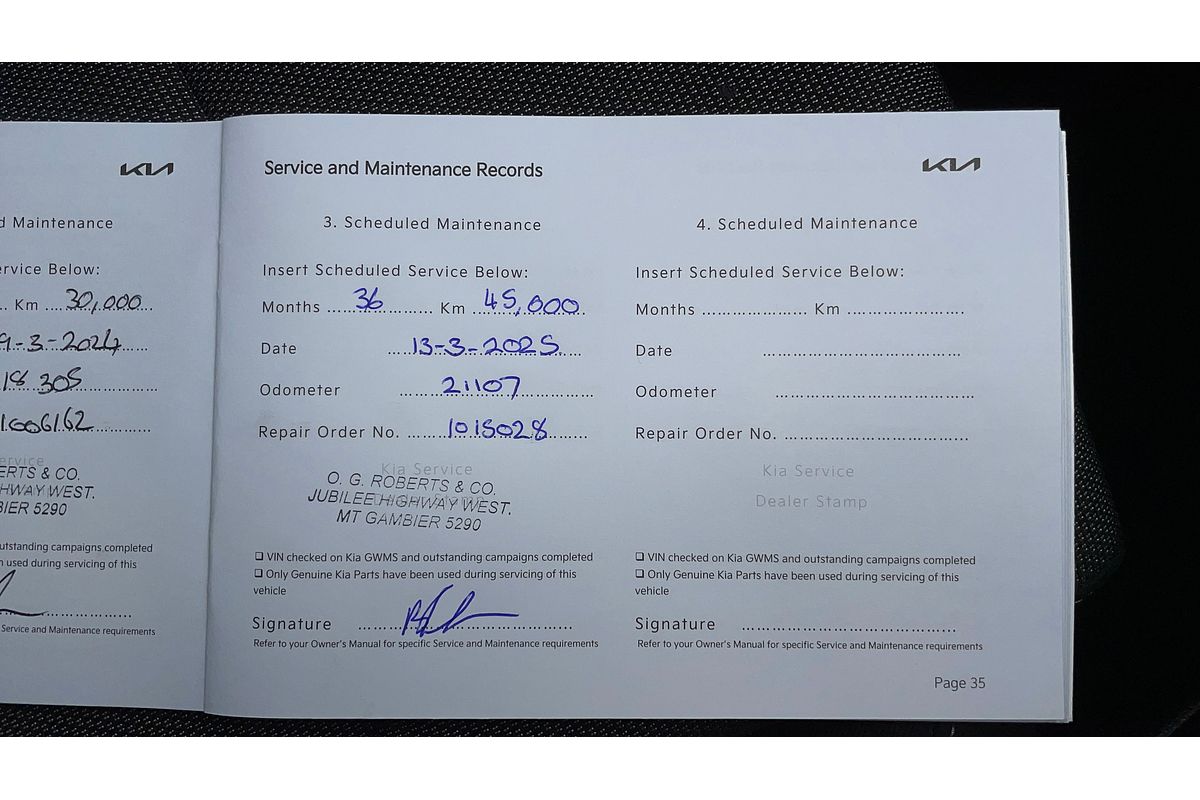 KIA
d Maintenance
ervice Below:
Km 30,000
9-3-2024
18 305
1006162
ervice
ERTS & CO.
HWAY WEST.
BIER 5290
utstanding campaigns completed
n used during servicing of this
Service and Maintenance requirements
Service and Maintenance Records
KIA
3. Scheduled Maintenance
Insert Scheduled Service Below:
Months 36 Km 45,000
Date 13-3-2025
Odometer 21107
Repair Order No. 1015028
Kia Service
O. G. ROBERTS & CO.
JUBILEE HIGHWAY WEST.
MT GAMBIER 5290
❏ VIN checked on Kia GWMS and outstanding campaigns completed
❏ Only Genuine Kia Parts have been used during servicing of this
vehicle
Signature
Refer to your Owner's Manual for specific Service and Maintenance requirements
4. Scheduled Maintenance
Insert Scheduled Service Below:
Months Km
Date
Odometer
Repair Order No.
Kia Service
Dealer Stamp
❏ VIN checked on Kia GWMS and outstanding campaigns completed
❏ Only Genuine Kia Parts have been used during servicing of this
vehicle
Signature
Refer to your Owner's Manual for specific Service and Maintenance requirements
Page 35